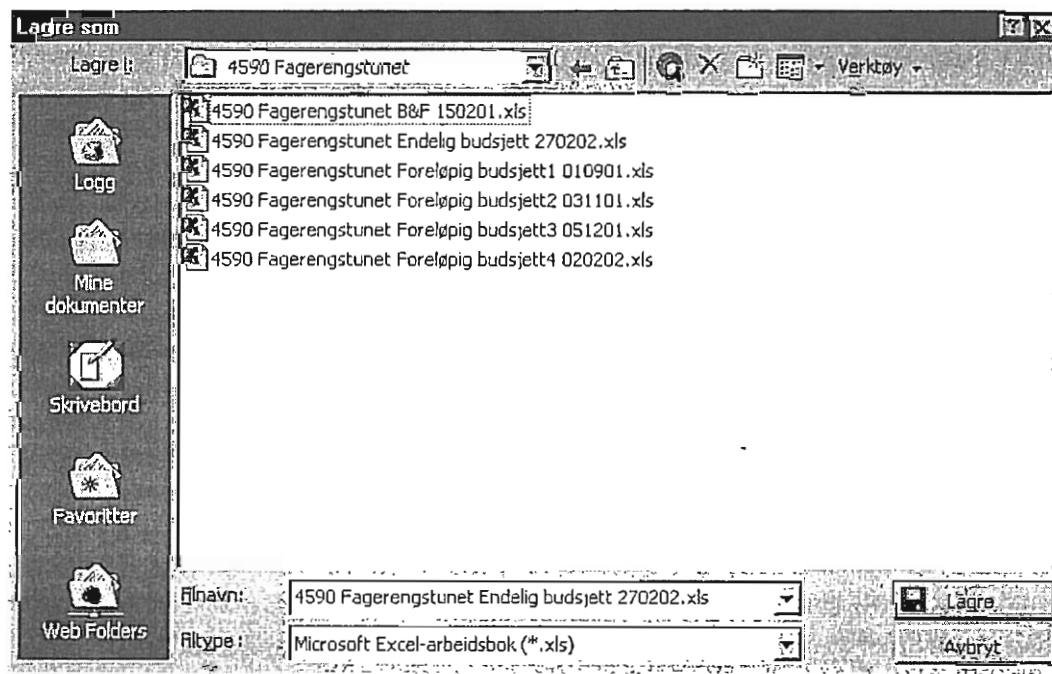 Lagre som
Lagre i:
4590 Fagerengstunet
Verktøy
4590 Fagerengstunet B&F 150201.xls
4590 Fagerengstunet Endelig budsjett 270202.xls
4590 Fagerengstunet Foreløpig budsjett1 010901.xls
4590 Fagerengstunet Foreløpig budsjett2 031101.xls
4590 Fagerengstunet Foreløpig budsjett3 051201.xls
4590 Fagerengstunet Foreløpig budsjett4 020202.xls
Logg
Mine
dokumenter
Skrivebord
Favoritter
Web Folders
Filnavn:
4590 Fagerengstunet Endelig budsjett 270202.xls
Lagre
Filtype:
Microsoft Excel-arbeidsbok (*.xls)
Avbryt